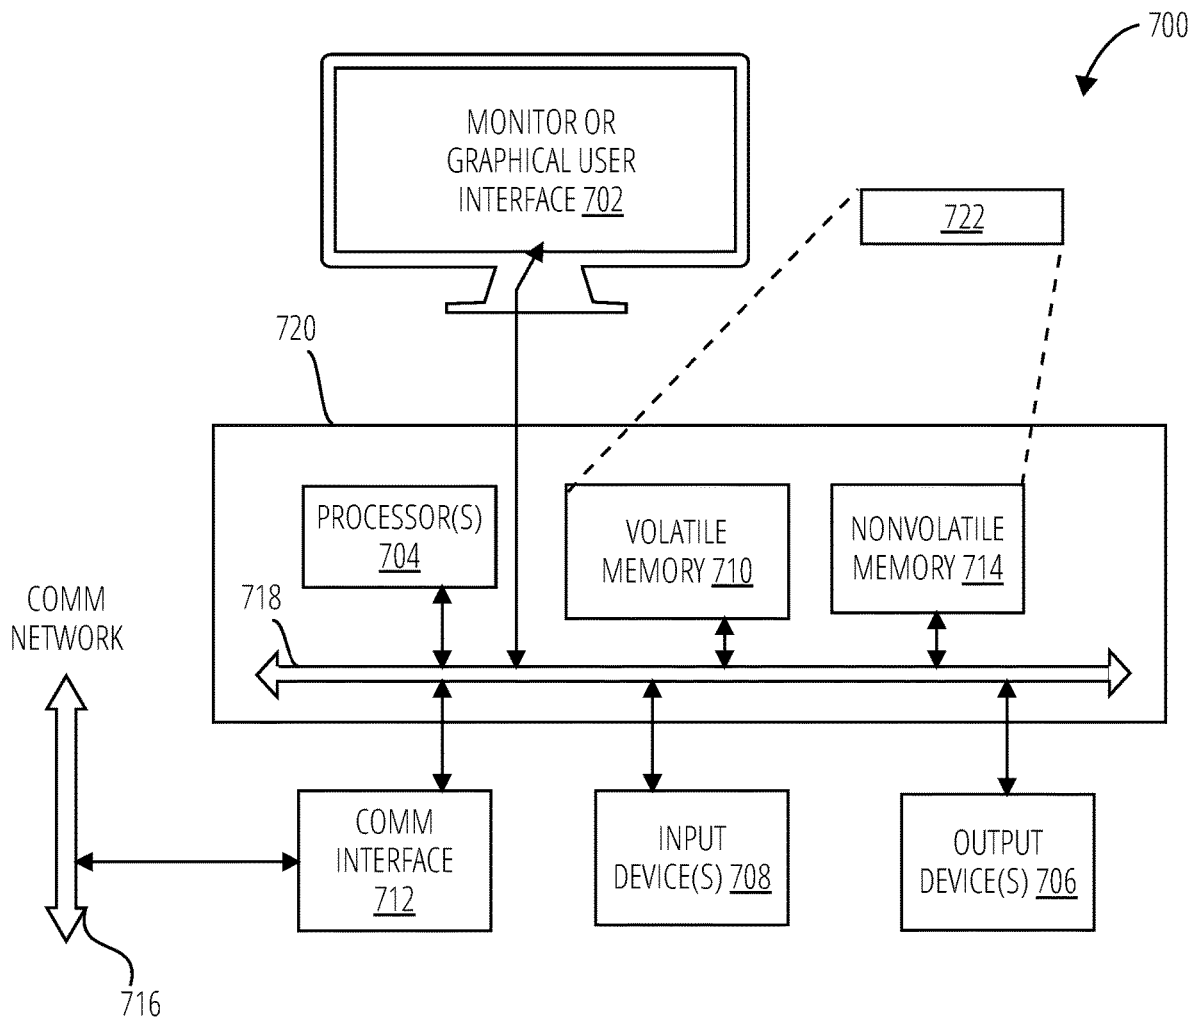 700
MONITOR OR
GRAPHICAL USER
INTERFACE 702
722
720
PROCESSOR(S)
704
VOLATILE
MEMORY 710
NONVOLATILE
MEMORY 714
718
COMM
NETWORK
COMM
INTERFACE
712
INPUT
DEVICE(S) 708
OUTPUT
DEVICE(S) 706
716